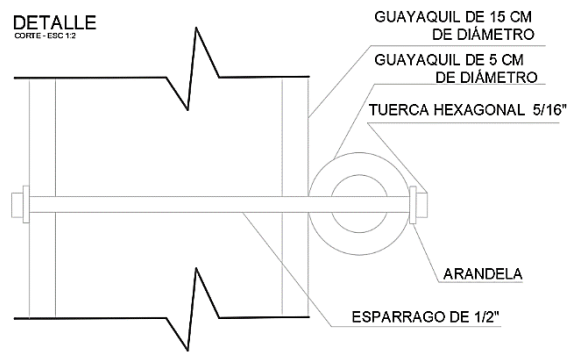 DETALLE
CORTE - ESC 1:2
GUAYAQUIL DE 15 CM
DE DIÁMETRO
GUAYAQUIL DE 5 CM
DE DIÁMETRO
TUERCA HEXAGONAL 5/16"
ARANDELA
ESPARRAGO DE 1/2"